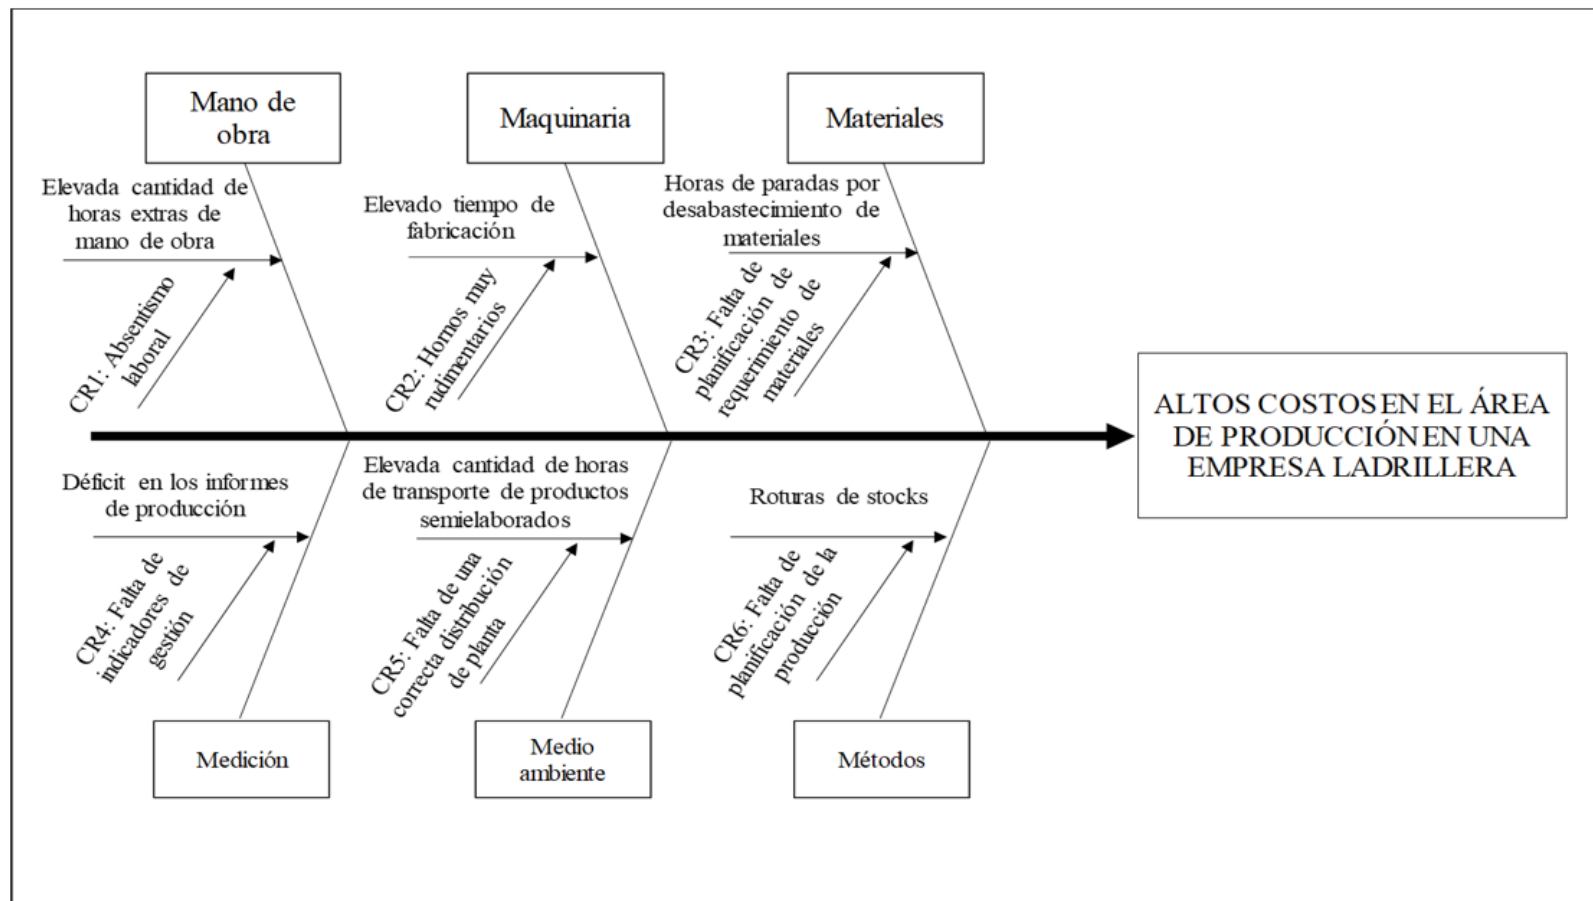 Mano de
obra
Maquinaria
Materiales
Elevada cantidad de
horas extras de
mano de obra
Elevado tiempo de
fabricación
Horas de paradas por
desabastecimiento de
materiales
CR1: Absentismo
laboral
CR2: Hornos muy
rudimentarios
CR3: Falta de
planificación de
requerimiento de
materiales
ALTOS COSTOS EN EL ÁREA
DE PRODUCCIÓN EN UNA
EMPRESA LADRILLERA
Déficit en los informes
de producción
Elevada cantidad de horas
de transporte de productos
semielaborados
Roturas de stocks
CR4: Falta de
indicadores de
gestión
CR5: Falta de una
correcta distribución
de planta
CR6: Falta de
planificación de la
producción
Medición
Medio
ambiente
Métodos